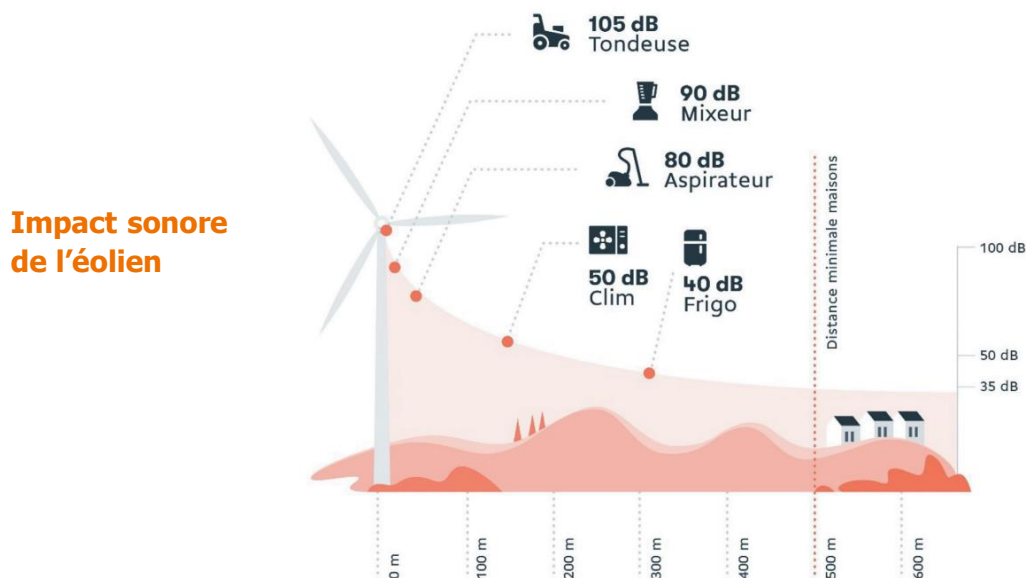 Impact sonore
de l'éolien
105 dB
Tondeuse
90 dB
Mixeur
80 dB
Aspirateur
50 dB
Clim
40 dB
Frigo
Distance minimale maisons
100 dB
50 dB
35 dB
0 m
100 m
200 m
300 m
400 m
500 m
600 m